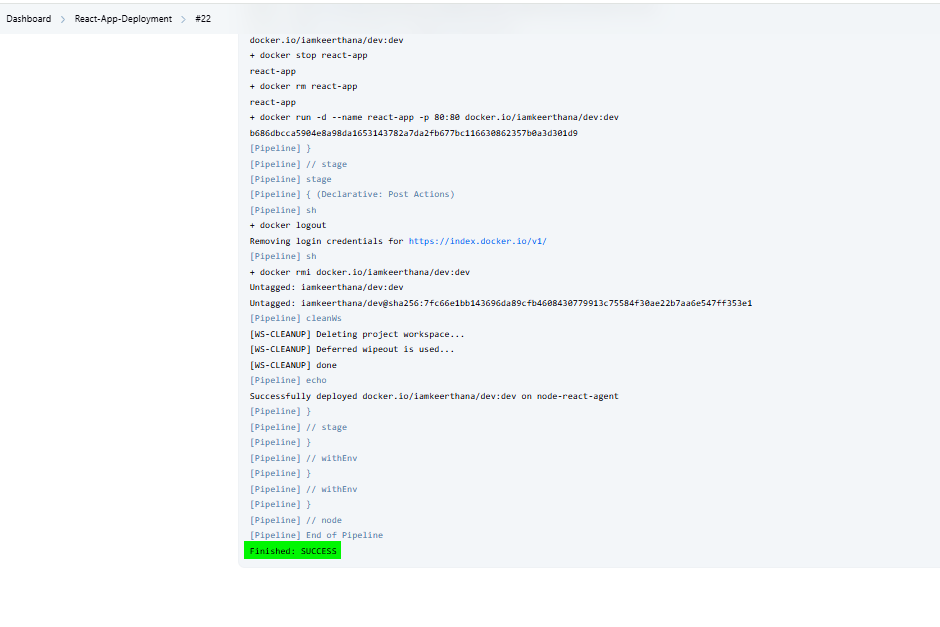 Dashboard > React-App-Deployment > #22
docker.io/iamkeerthana/dev:dev
+ docker stop react-app
react-app
+ docker rm react-app
react-app
+ docker run -d --name react-app -p 80:80 docker.io/iamkeerthana/dev:dev
b686dbcca5904e8a98da1653143782a7da2fb677bc116630862357b0a3d301d9
[Pipeline] }
[Pipeline] // stage
[Pipeline] stage
[Pipeline] { (Declarative: Post Actions)
[Pipeline] sh
+ docker logout
Removing login credentials for https://index.docker.io/v1/
[Pipeline] sh
+ docker rmi docker.io/iamkeerthana/dev:dev
Untagged: iamkeerthana/dev:dev
Untagged: iamkeerthana/dev@sha256:7fc66e1bb143696da89cfb4608430779913c75584f30ae22b7aa6e547ff353e1
[Pipeline] cleanWs
[WS-CLEANUP] Deleting project workspace...
[WS-CLEANUP] Deferred wipeout is used...
[WS-CLEANUP] done
[Pipeline] echo
Successfully deployed docker.io/iamkeerthana/dev:dev on node-react-agent
[Pipeline] }
[Pipeline] // stage
[Pipeline] }
[Pipeline] // withEnv
[Pipeline] }
[Pipeline] // withEnv
[Pipeline] }
[Pipeline] // node
[Pipeline] End of Pipeline
Finished: SUCCESS